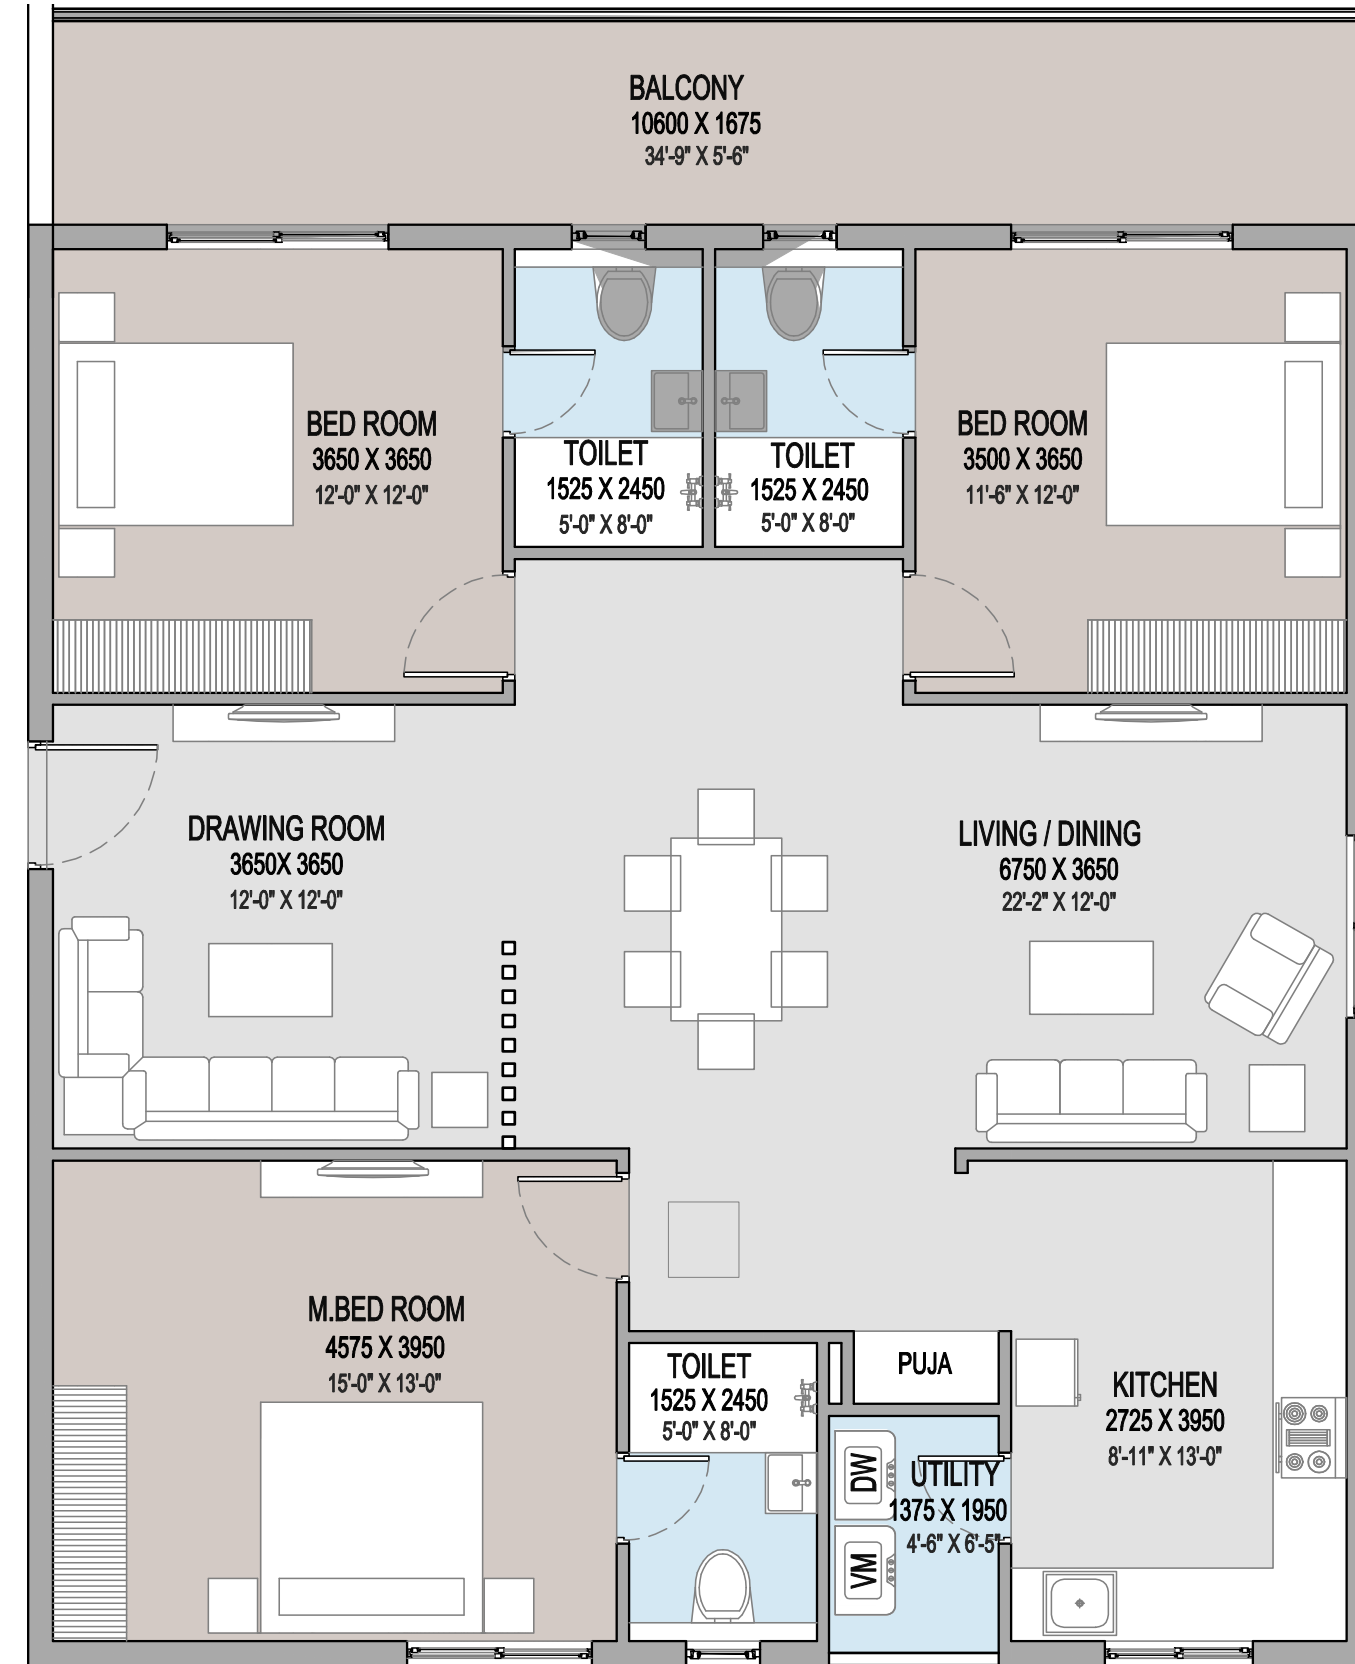 BALCONY
10600 X 1675
34'-9" X 5'-6"
BED ROOM
3650 X 3650
12'-0" X 12'-0"
TOILET
1525 X 2450
5'-0" X 8'-0"
TOILET
1525 X 2450
5'-0" X 8'-0"
BED ROOM
3500 X 3650
11'-6" X 12'-0"
DRAWING ROOM
3650X 3650
12'-0" X 12'-0"
LIVING / DINING
6750 X 3650
22'-2" X 12'-0"
M.BED ROOM
4575 X 3950
15'-0" X 13'-0"
TOILET
1525 X 2450
5'-0" X 8'-0"
PUJA
KITCHEN
2725 X 3950
8'-11" X 13'-0"
DW
UTILITY
1375 X 1950
4'-6" X 6'-5"
VM